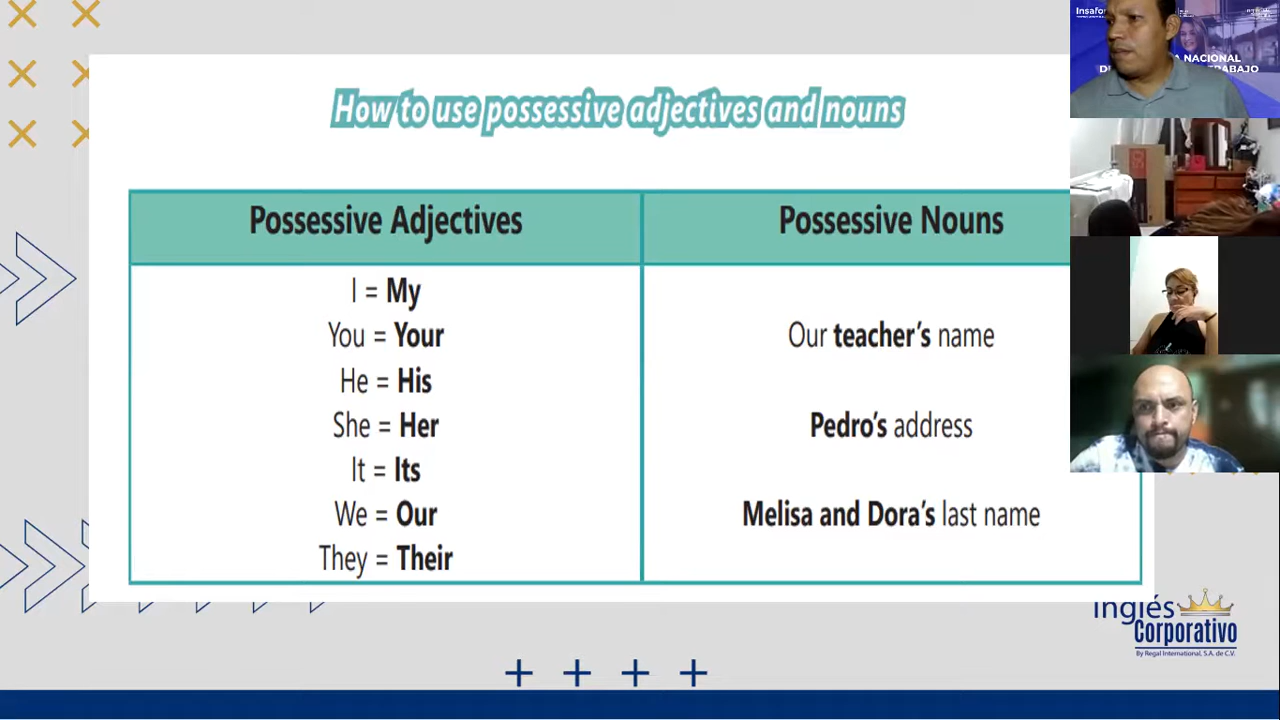 How to use possessive adjectives and nouns
Possessive Adjectives
Possessive Nouns
I = My
You = Your
He = His
She = Her
It = Its
We = Our
They = Their
Our teacher's name
Pedro's address
Melisa and Dora's last name
Inglés
Corporativo
By Regal International, S.A. de C.V.
Insafo
A NACIONAL
D
TRABAJO